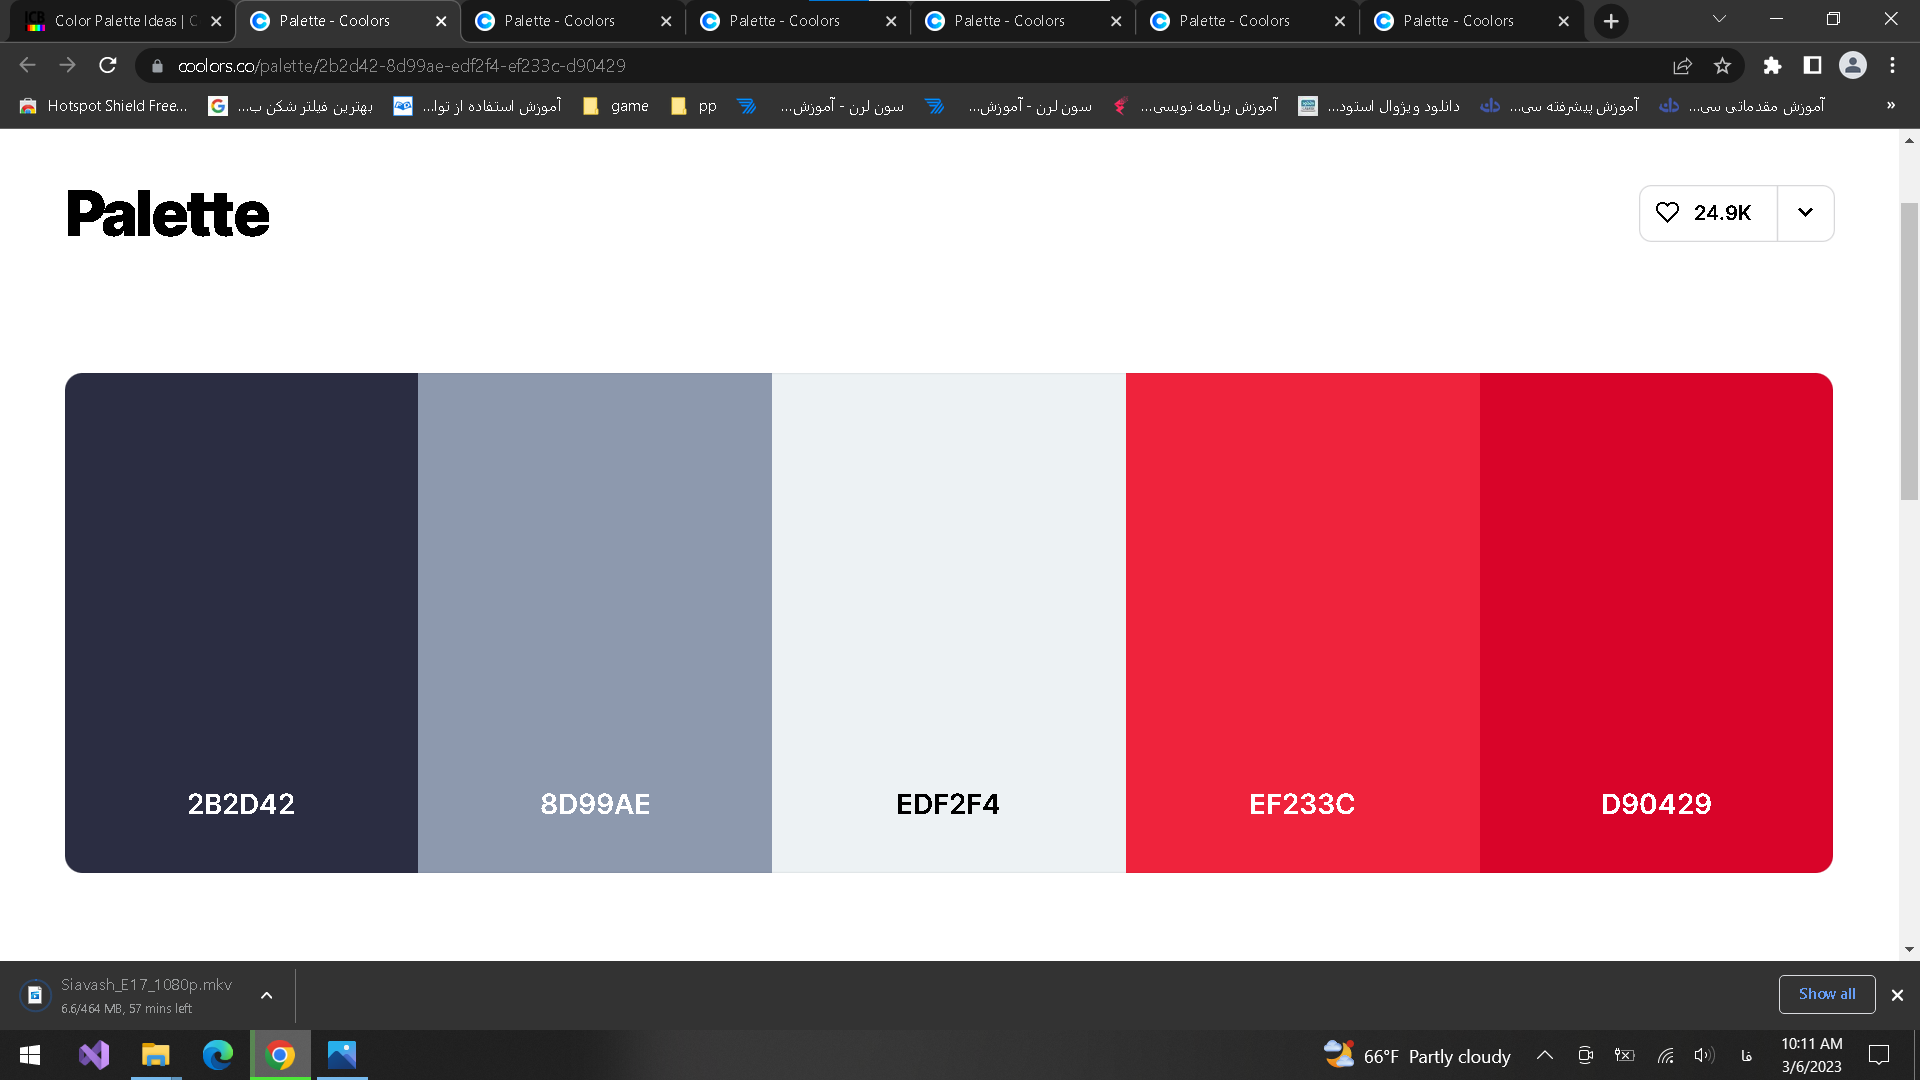 Color Palette Ideas | C
Palette - Coolors
Palette - Coolors
Palette - Coolors
Palette - Coolors
Palette - Coolors
Palette - Coolors
coolors.co/palette/2b2d42-8d99ae-edf2f4-ef233c-d90429
Hotspot Shield Free...
بهترین فیلتر شکن ب...
آموزش استفاده از توا...
game
pp
سون لرن - آموزش...
سون لرن - آموزش...
آموزش برنامه نویسی...
دانلود ویژوال استود...
آموزش پیشرفته سی...
آموزش مقدماتی سی...
»
Palette
24.9K
2B2D42
8D99AE
EDF2F4
EF233C
D90429
Siavash_E17_1080p.mkv
6.6/464 MB, 57 mins left
Show all
66°F Partly cloudy
فا
10:11 AM
3/6/2023